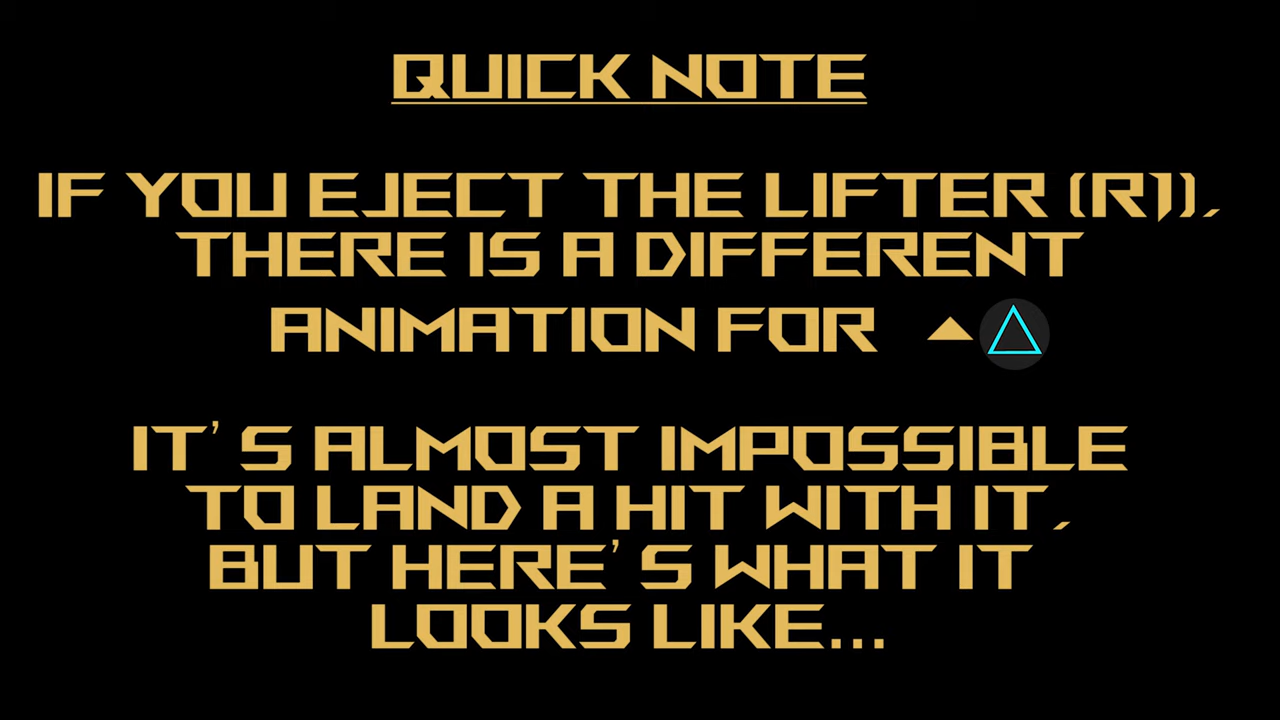 QUICK NOTE
IF YOU EJECT THE LIFTER (R1),
THERE IS A DIFFERENT
ANIMATION FOR
IT'S ALMOST IMPOSSIBLE
TO LAND A HIT WITH IT,
BUT HERE'S WHAT IT
LOOKS LIKE...